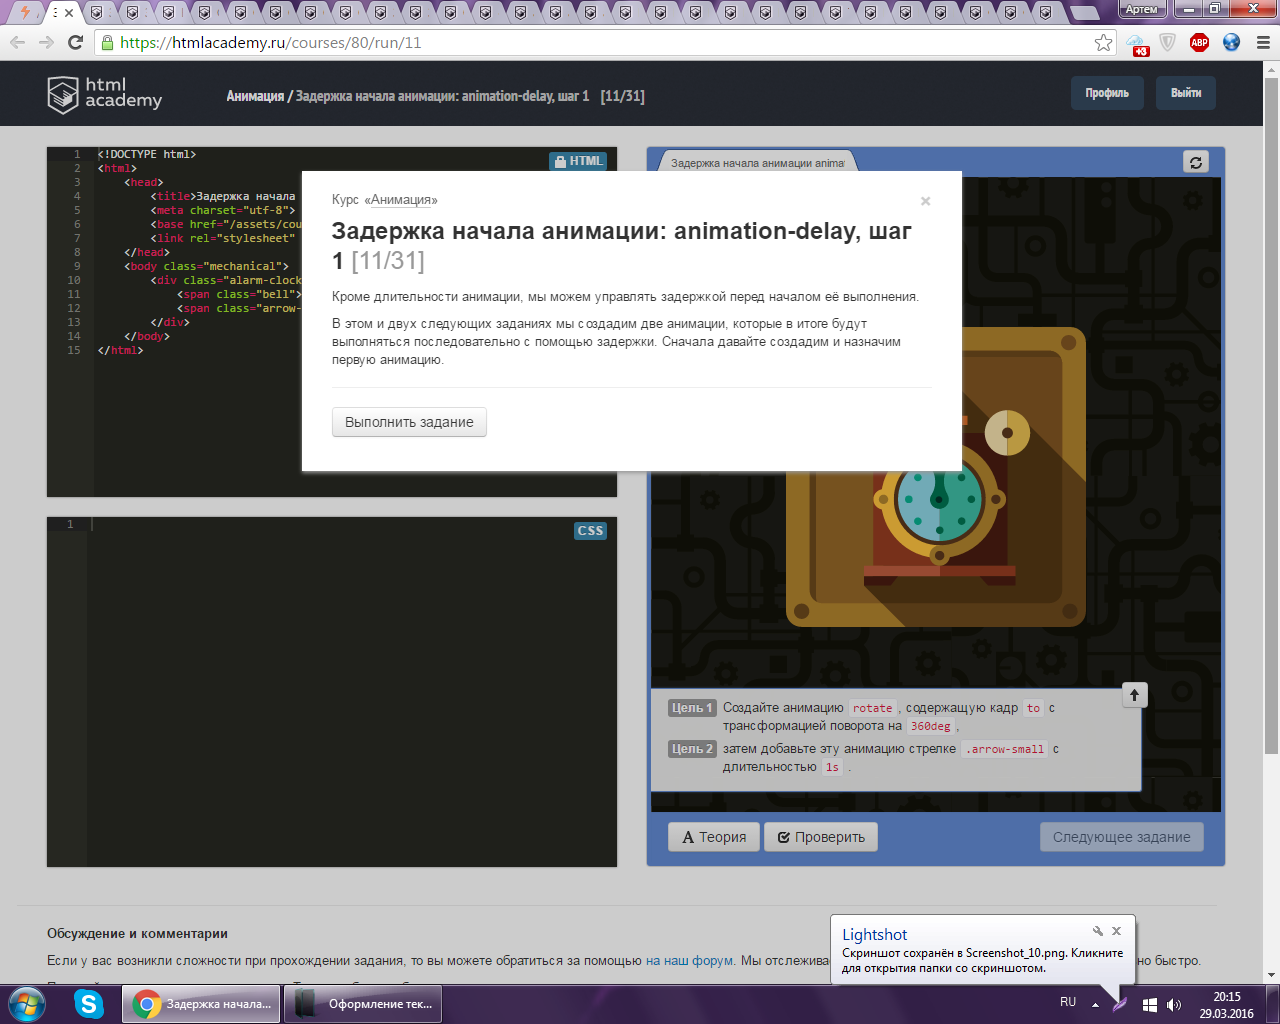 Артем
https://htmlacademy.ru/courses/80/run/11
+3
ABP
html
academy
Анимация / Задержка начала анимации: animation-delay, шаг 1 [11/31]
Профиль
Выйти
1 <!DOCTYPE html>
HTML
2 <html>
3 <head>
4 <title>Задержка начала
5 <meta charset="utf-8">
6 <base href="/assets/cou
7 <link rel="stylesheet"
8 </head>
9 <body class="mechanical">
10 <div class="alarm-clock
11 <span class="bell">
12 <span class="arrow-
13 </div>
14 </body>
15 </html>
Задержка начала анимации animat
Курс «Анимация»
×
Задержка начала анимации: animation-delay, шаг
1 [11/31]
Кроме длительности анимации, мы можем управлять задержкой перед началом её выполнения.
В этом и двух следующих заданиях мы создадим две анимации, которые в итоге будут
выполняться последовательно с помощью задержки. Сначала давайте создадим и назначим
первую анимацию.
Выполнить задание
1
CSS
Цель 1 Создайте анимацию rotate , содержащую кадр to с
трансформацией поворота на 360deg ,
Цель 2 затем добавьте эту анимацию стрелке .arrow-small с
длительностью 1s .
Теория
Проверить
Следующее задание
Обсуждение и комментарии
Если у вас возникли сложности при прохождении задания, то вы можете обратиться за помощью на наш форум. Мы отслежива
но быстро.
Lightshot
Скриншот сохранён в Screenshot_10.png. Кликните
для открытия папки со скриншотом.
Задержка начала...
Оформление тек...
RU
20:15
29.03.2016